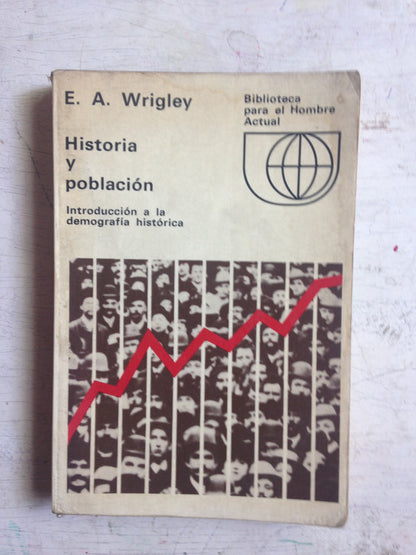 E. A. Wrigley
Biblioteca
para el Hombre
Actual
Historia
y
población
Introducción a la
demografía histórica